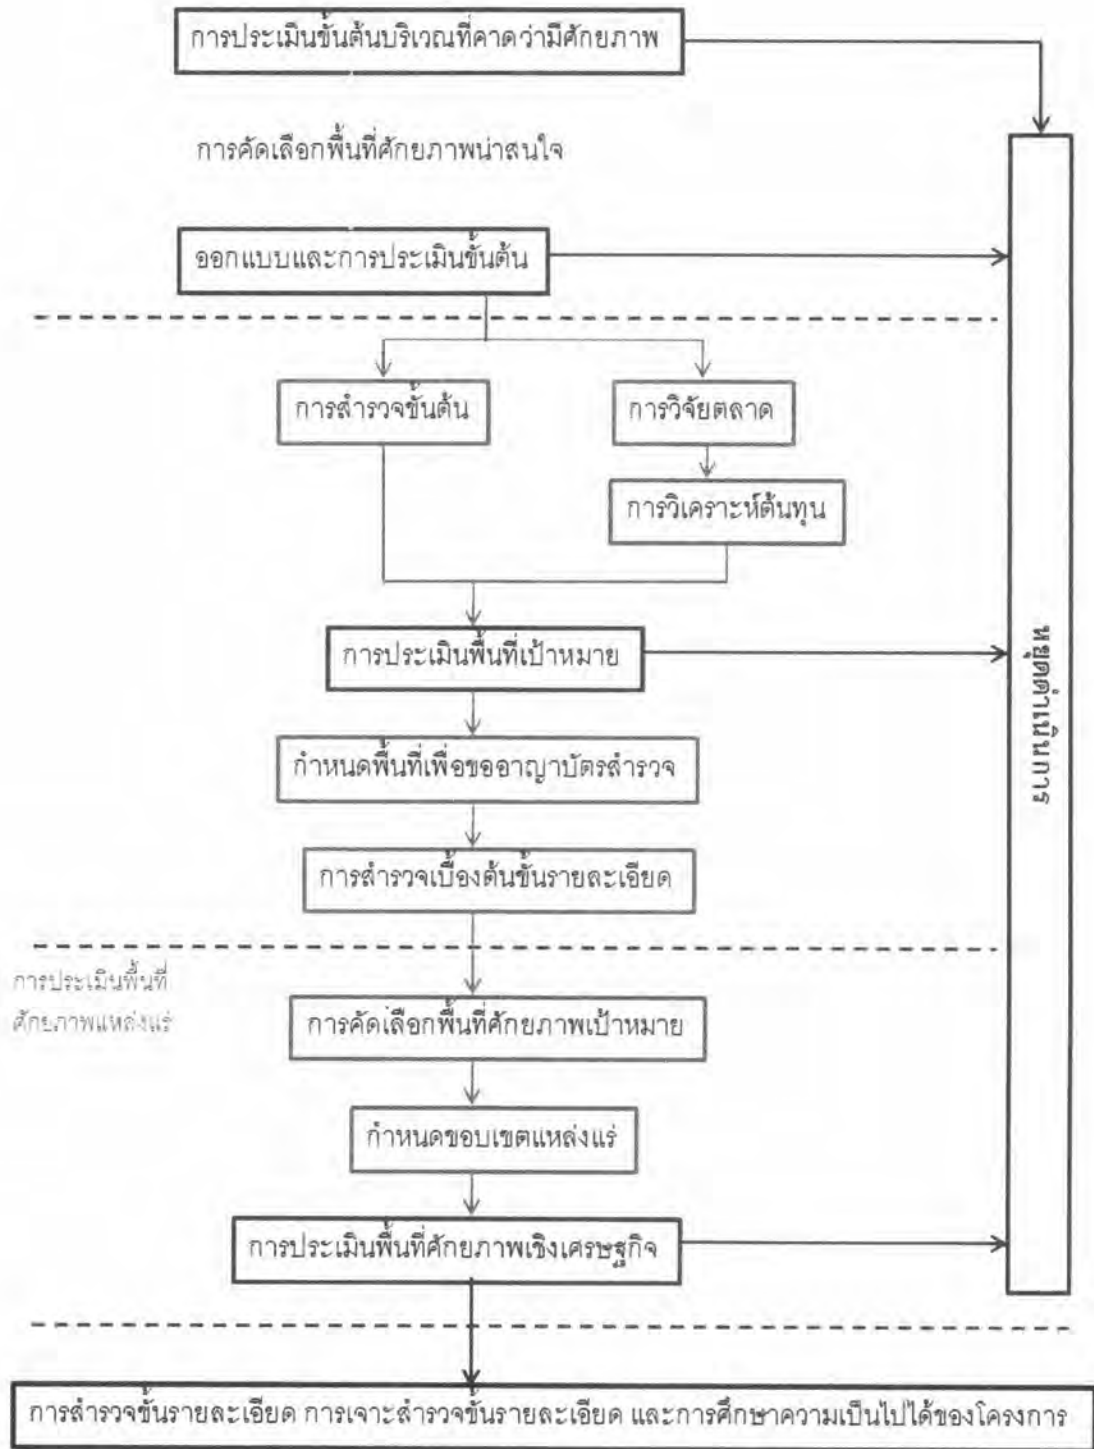 การประเมินขั้นต้นบริเวณที่คาดว่ามีศักยภาพ
การคัดเลือกพื้นที่ศักยภาพน่าสนใจ
ออกแบบและการประเมินขั้นต้น
การสำรวจขั้นต้น
การวิจัยตลาด
การวิเคราะห์ต้นทุน
การประเมินพื้นที่เป้าหมาย
กำหนดพื้นที่เพื่อขออาญาบัตรสำรวจ
การสำรวจเบื้องต้นขั้นรายละเอียด
การประเมินพื้นที่
ศักยภาพแหล่งแร่
การคัดเลือกพื้นที่ศักยภาพเป้าหมาย
กำหนดขอบเขตแหล่งแร่
การประเมินพื้นที่ศักยภาพเชิงเศรษฐกิจ
หยุดดำเนินการ
การสำรวจขั้นรายละเอียด การเจาะสำรวจขั้นรายละเอียด และการศึกษาความเป็นไปได้ของโครงการ